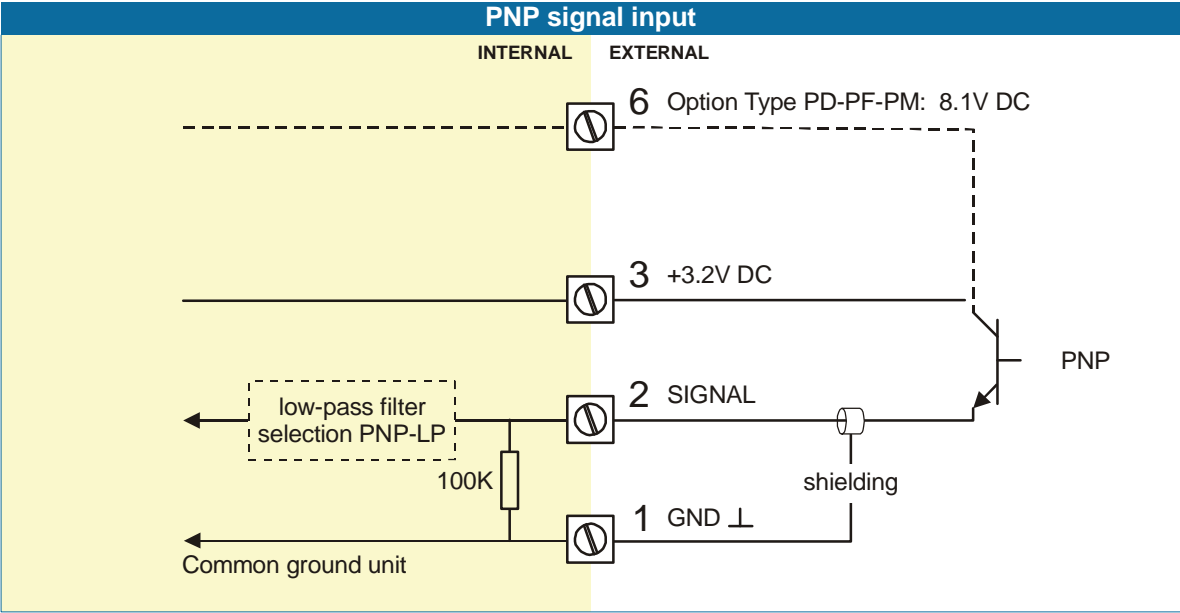 PNP signal input
INTERNAL EXTERNAL
6 Option Type PD-PF-PM: 8.1V DC
3 +3.2V DC
PNP
2 SIGNAL
low-pass filter
selection PNP-LP
100K
shielding
1 GND
Common ground unit